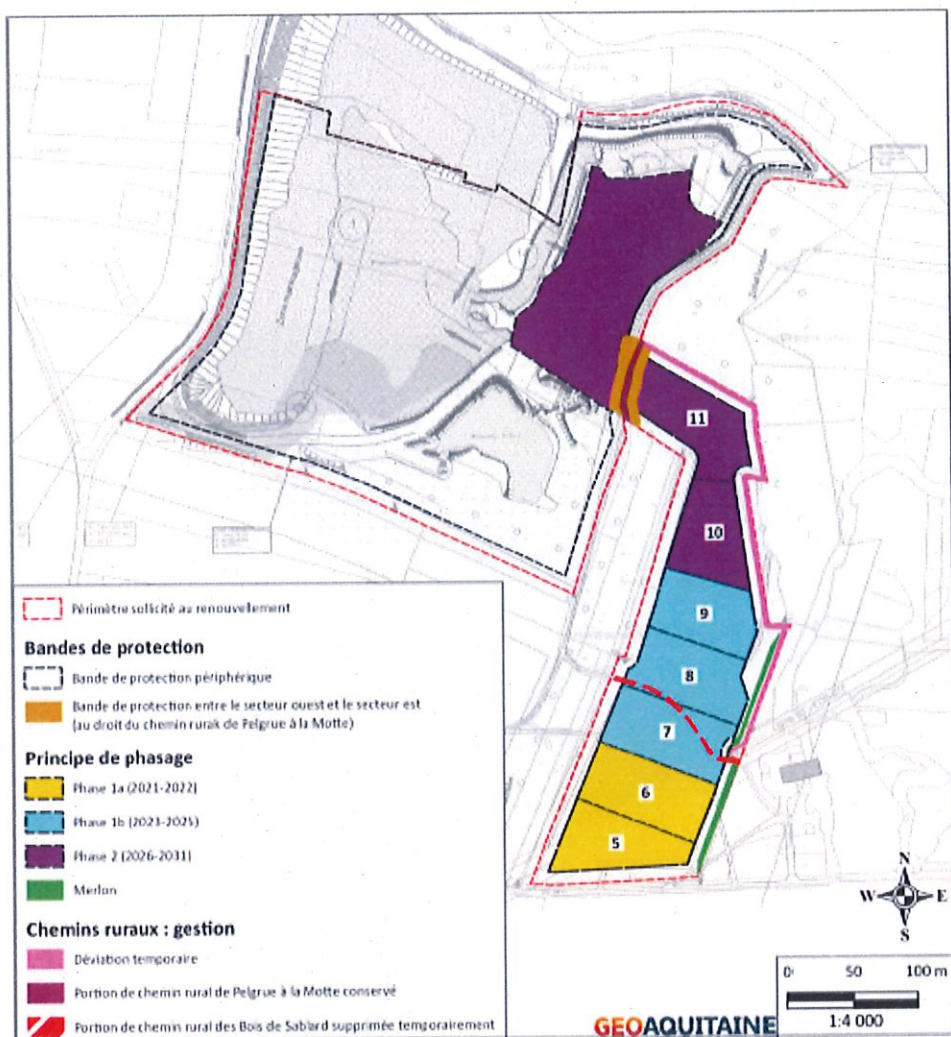 11
10
9
8
7
6
5
Périmètre sollicité au renouvellement
Bandes de protection
Bande de protection périphérique
Bande de protection entre le secteur ouest et le secteur est
(au droit du chemin rurak de Pelgrue à la Motte)
Principe de phasage
Phase 1a (2021-2022)
Phase 1b (2023-2025)
Phase 2 (2026-2031)
Merlon
Chemins ruraux : gestion
Déviation temporaire
Portion de chemin rural de Pelgrue à la Motte conservé
Portion de chemin rural des Bois de Sablard supprimée temporairement
N
W E
S
0 50 100 m
1:4 000
GEOAQUITAINE